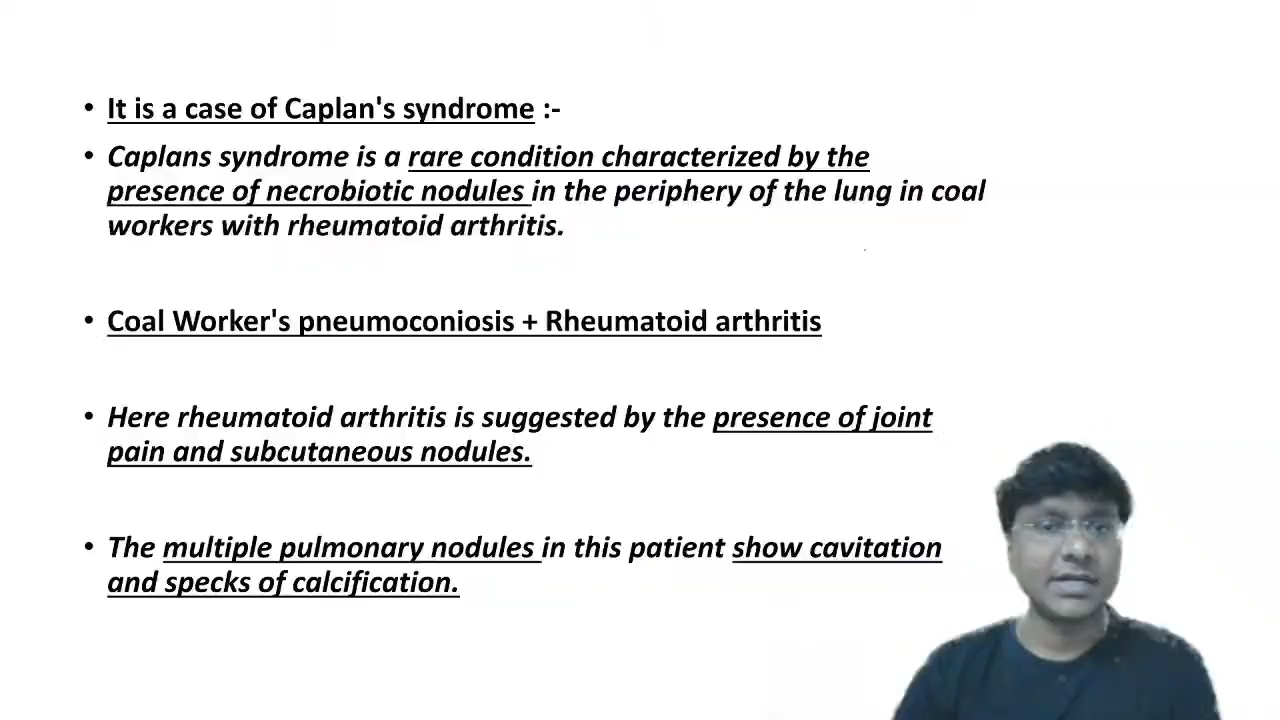 • It is a case of Caplan's syndrome :-
• Caplans syndrome is a rare condition characterized by the
presence of necrobiotic nodules in the periphery of the lung in coal
workers with rheumatoid arthritis.
• Coal Worker's pneumoconiosis + Rheumatoid arthritis
• Here rheumatoid arthritis is suggested by the presence of joint
pain and subcutaneous nodules.
• The multiple pulmonary nodules in this patient show cavitation
and specks of calcification.